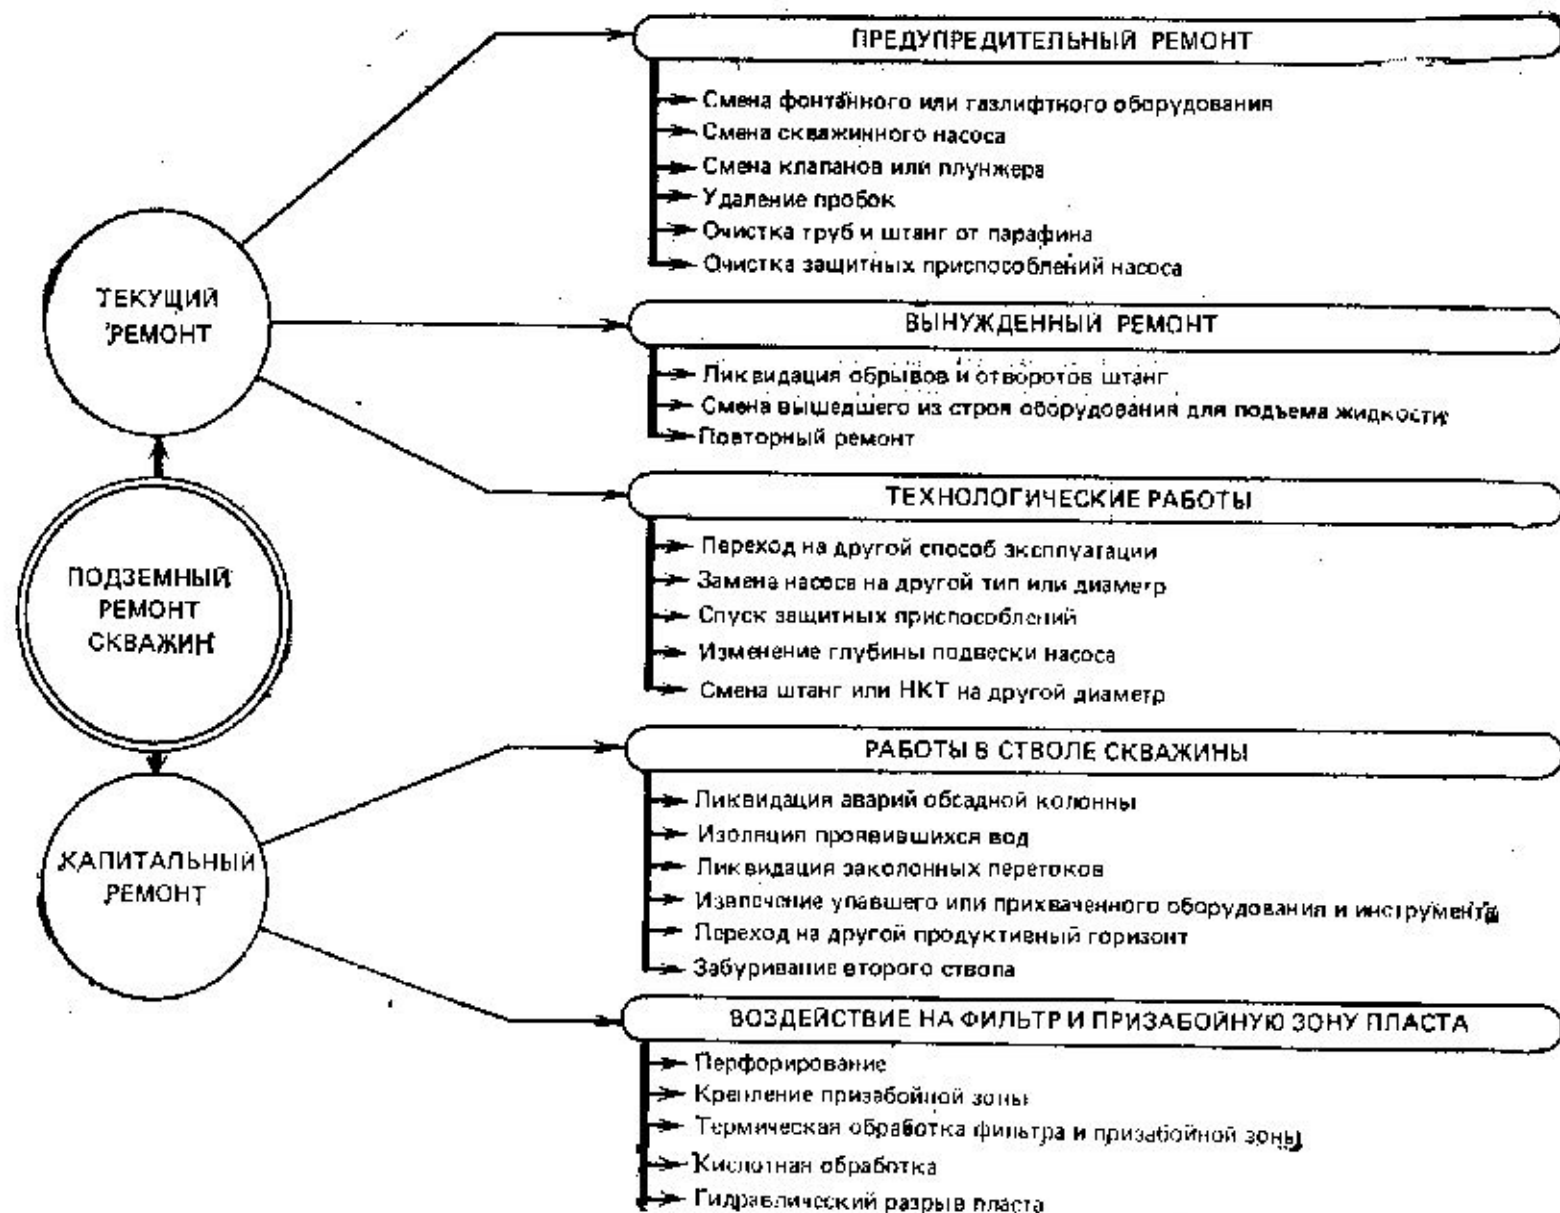 ПРЕДУПРЕДИТЕЛЬНЫЙ РЕМОНТ
Смена фонтанного или газлифтного оборудования
Смена скважинного насоса
Смена клапанов или плунжера
Удаление пробок
Очистка труб и штанг от парафина
Очистка защитных приспособлений насоса
ТЕКУЩИЙ
РЕМОНТ
ВЫНУЖДЕННЫЙ РЕМОНТ
Ликвидация обрывов и отворотов штанг
Смена вышедшего из строя оборудования для подъема жидкости
Повторный ремонт
ТЕХНОЛОГИЧЕСКИЕ РАБОТЫ
Переход на другой способ эксплуатации
Замена насоса на другой тип или диаметр
Спуск защитных приспособлений
Изменение глубины подвески насоса
Смена штанг или НКТ на другой диаметр
ПОДЗЕМНЫЙ
РЕМОНТ
СКВАЖИН
РАБОТЫ В СТВОЛЕ СКВАЖИНЫ
Ликвидация аварий обсадной колонны
Изоляция проявившихся вод
Ликвидация заколонных перетоков
Извлечение упавшего или прихваченного оборудования и инструмента
Переход на другой продуктивный горизонт
Забуривание второго ствола
КАПИТАЛЬНЫЙ
РЕМОНТ
ВОЗДЕЙСТВИЕ НА ФИЛЬТР И ПРИЗАБОЙНУЮ ЗОНУ ПЛАСТА
Перфорирование
Крепление призабойной зоны
Термическая обработка фильтра и призабойной зоны
Кислотная обработка
Гидравлический разрыв пласта